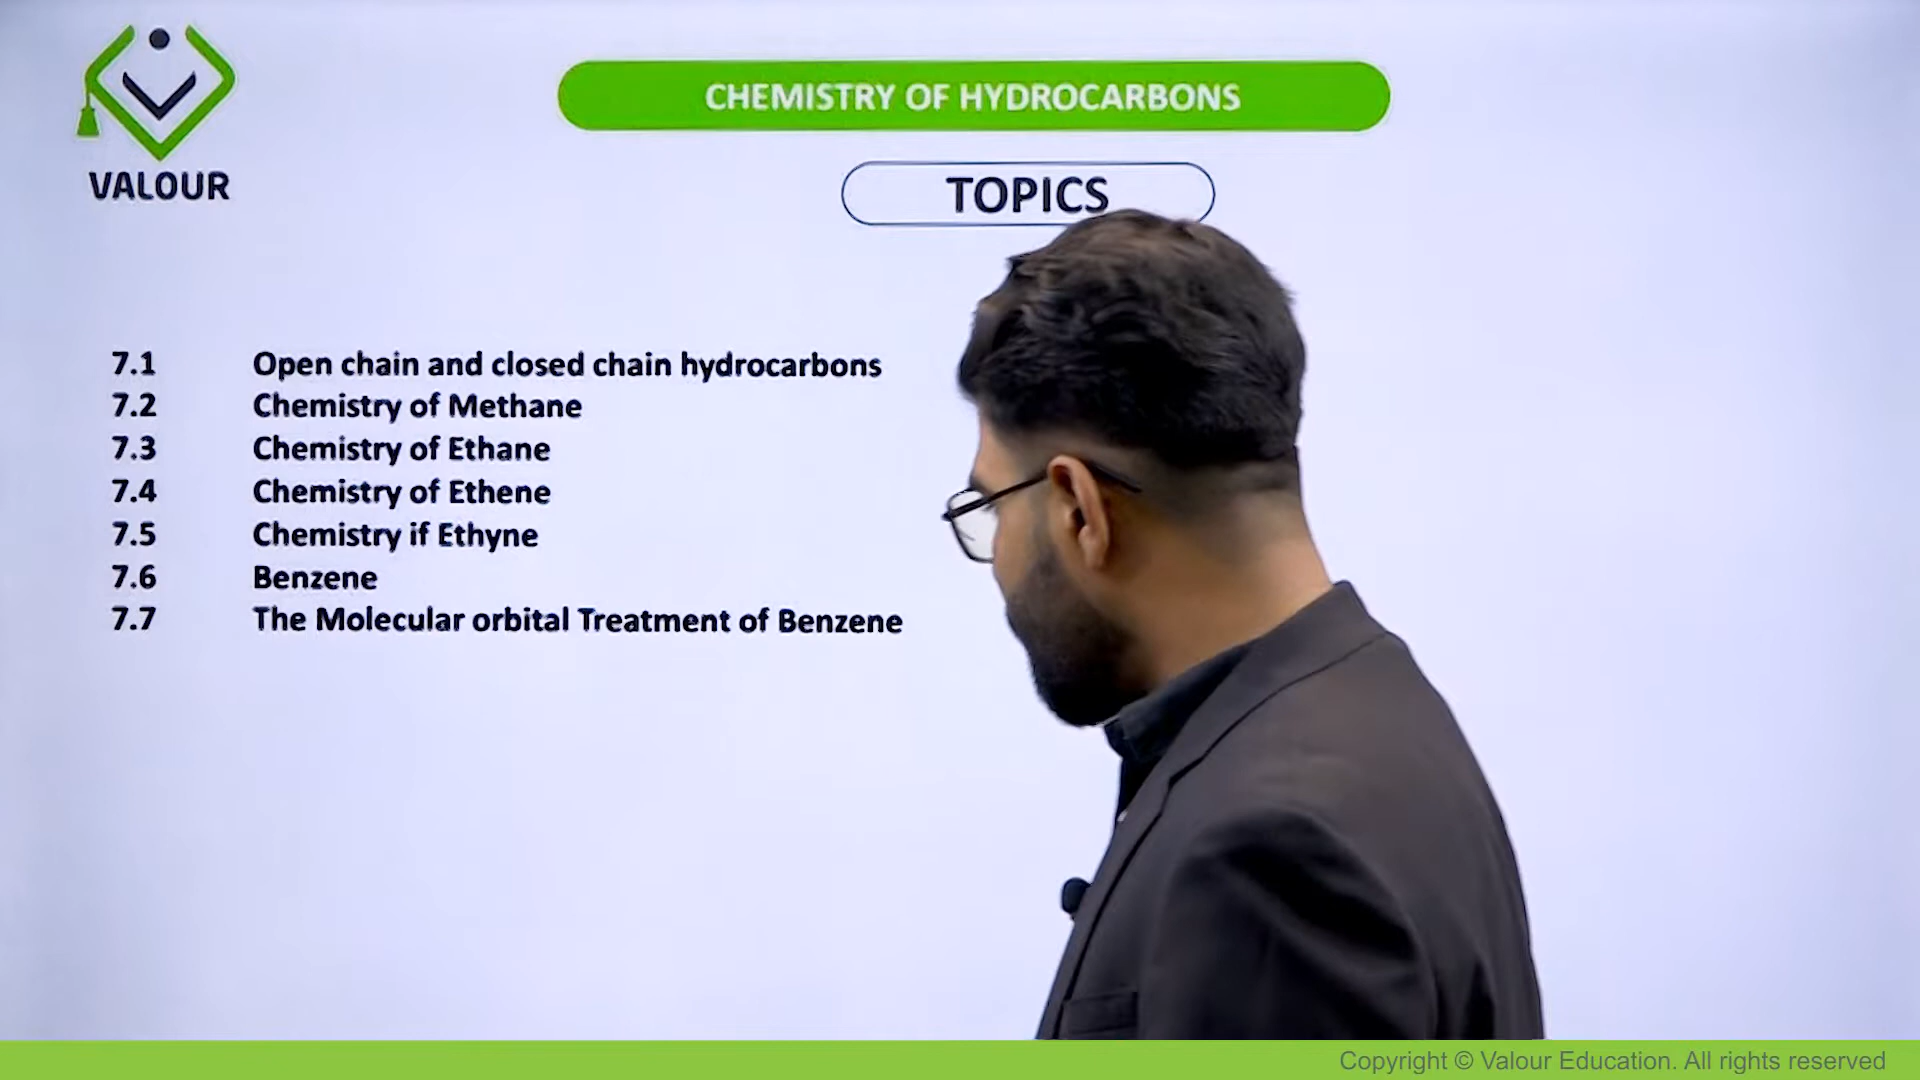 CHEMISTRY OF HYDROCARBONS
VALOUR
TOPICS
7.1 Open chain and closed chain hydrocarbons
7.2 Chemistry of Methane
7.3 Chemistry of Ethane
7.4 Chemistry of Ethene
7.5 Chemistry if Ethyne
7.6 Benzene
7.7 The Molecular orbital Treatment of Benzene
Copyright © Valour Education. All rights reserved